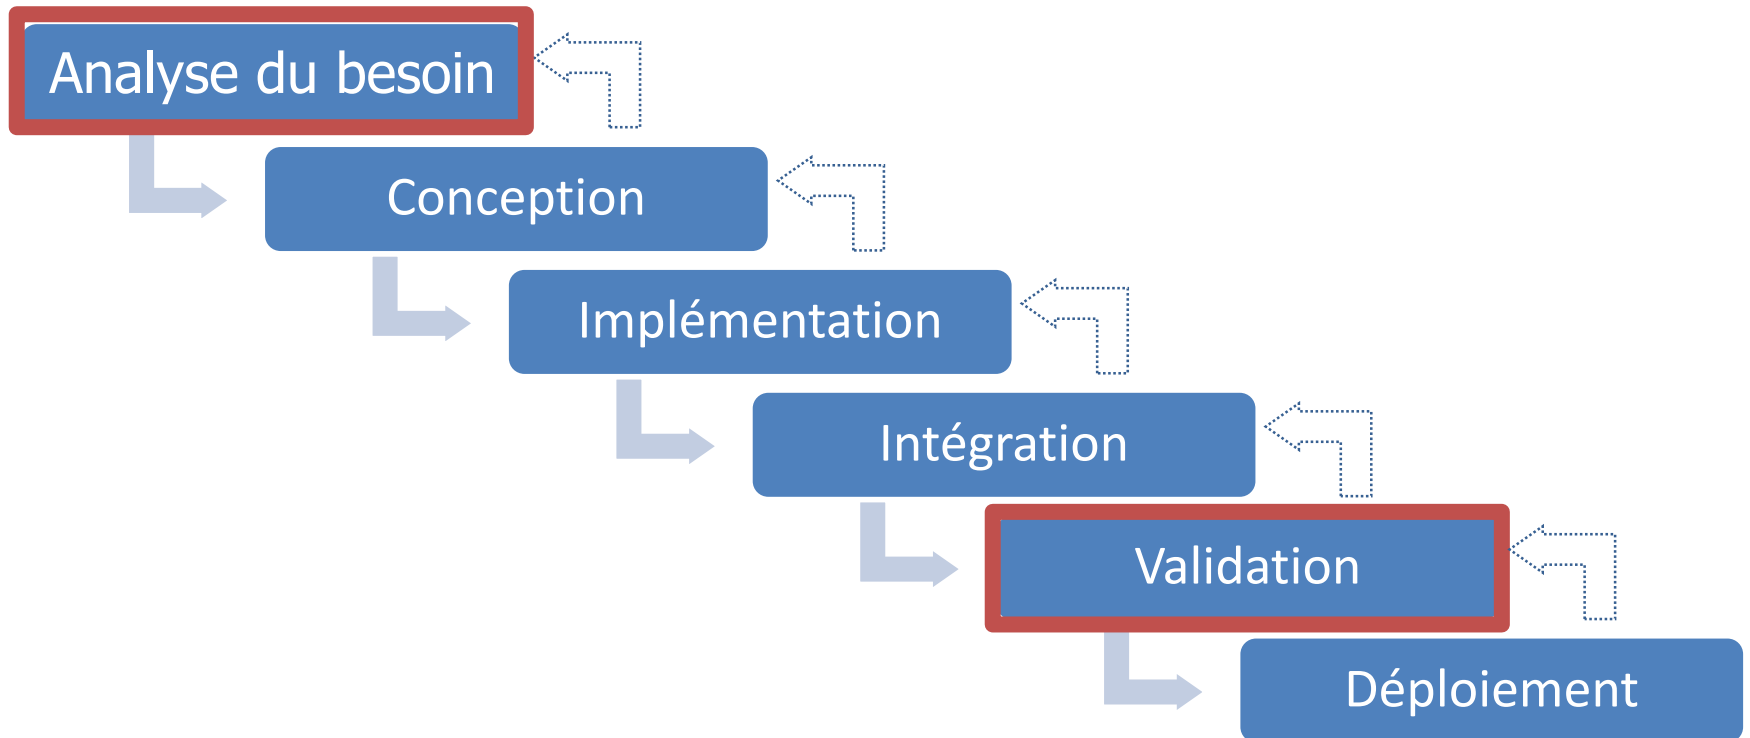 Analyse du besoin
Conception
Implémentation
Intégration
Validation
Déploiement